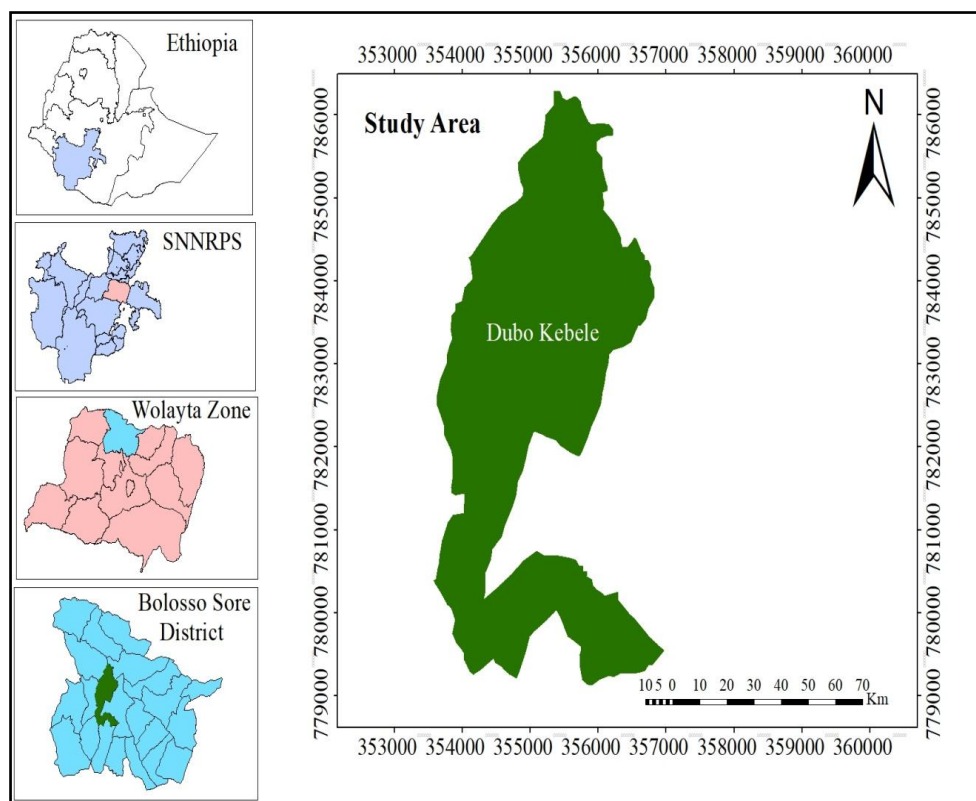 Ethiopia
SNNRPS
Wolayta Zone
Bolosso Sore
District
353000 354000 355000 356000 357000 358000 359000 360000
Study Area
N
786000
785000
784000
783000
782000
781000
780000
779000
Dubo Kebele
786000
785000
784000
783000
782000
781000
780000
779000
10 5 0 10 20 30 40 50 60 70
Km
353000 354000 355000 356000 357000 358000 359000 360000